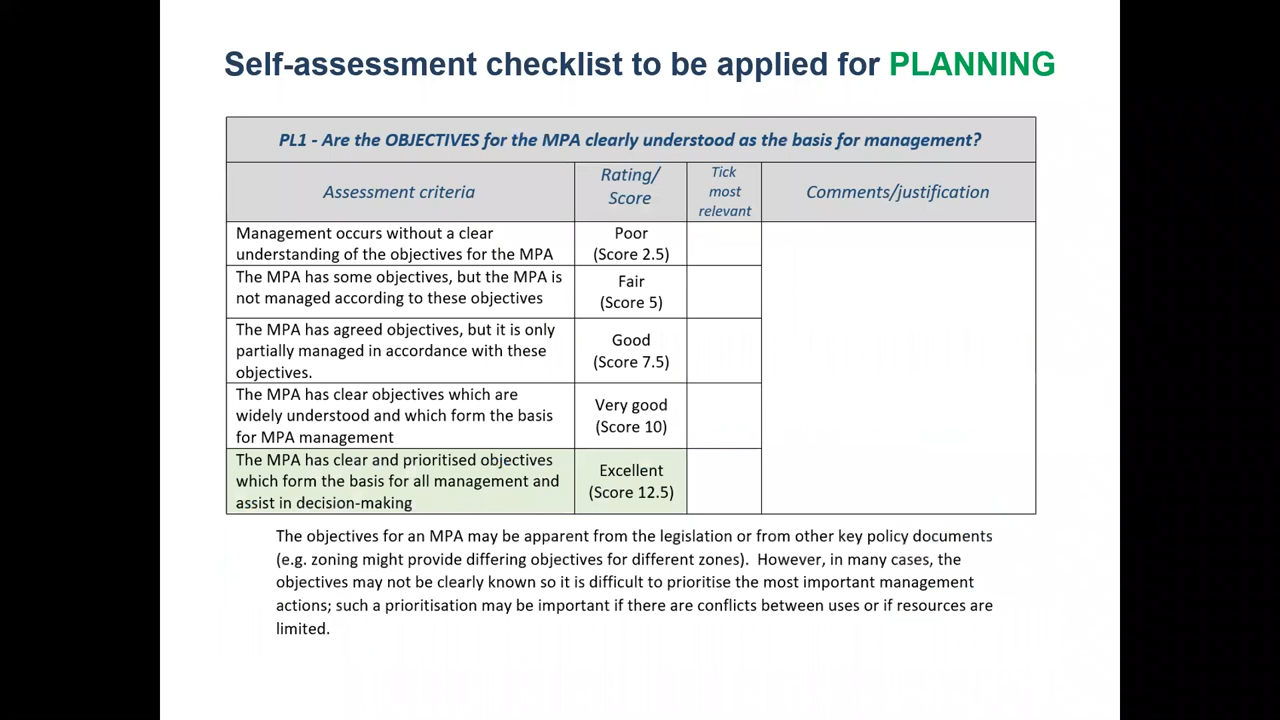 Self-assessment checklist to be applied for PLANNING
PL1 - Are the OBJECTIVES for the MPA clearly understood as the basis for management?
Assessment criteria
Rating/
Score
Tick
most
relevant
Comments/justification
Management occurs without a clear
understanding of the objectives for the MPA
Poor
(Score 2.5)
The MPA has some objectives, but the MPA is
not managed according to these objectives
Fair
(Score 5)
The MPA has agreed objectives, but it is only
partially managed in accordance with these
objectives.
Good
(Score 7.5)
The MPA has clear objectives which are
widely understood and which form the basis
for MPA management
Very good
(Score 10)
The MPA has clear and prioritised objectives
which form the basis for all management and
assist in decision-making
Excellent
(Score 12.5)
The objectives for an MPA may be apparent from the legislation or from other key policy documents
(e.g. zoning might provide differing objectives for different zones).  However, in many cases, the
objectives may not be clearly known so it is difficult to prioritise the most important management
actions; such a prioritisation may be important if there are conflicts between uses or if resources are
limited.